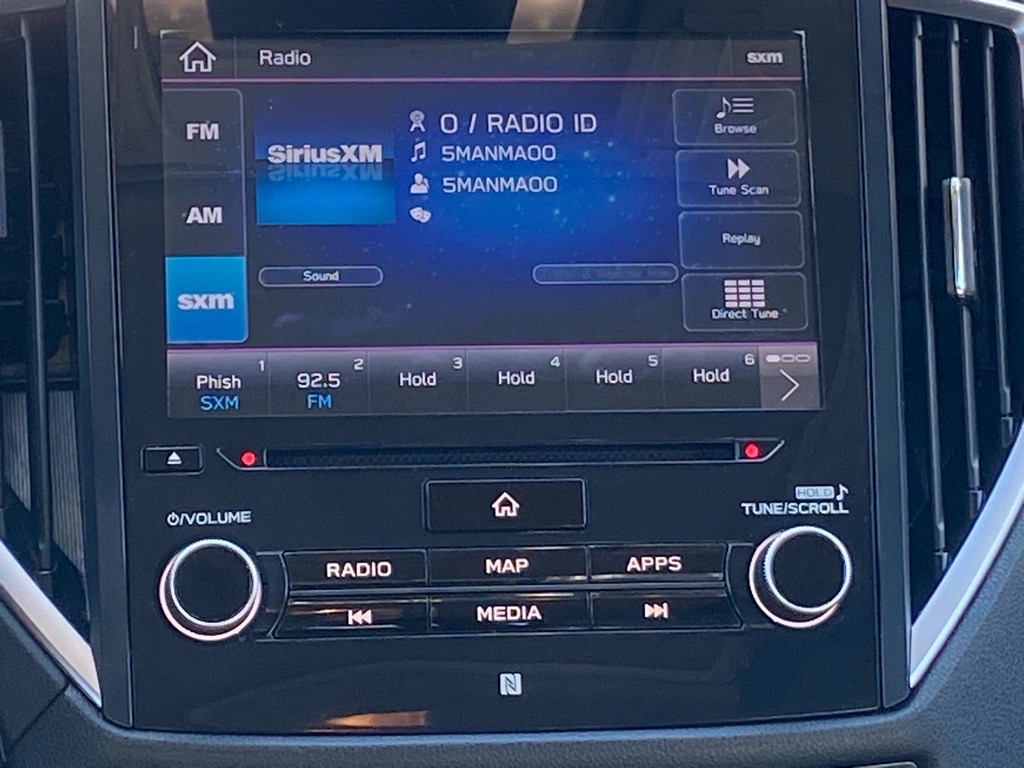 Radio
sxm
FM
AM
sxm
SiriusXM
0 / RADIO ID
5MANMA00
5MANMA00
Sound
Browse
Tune Scan
Replay
Direct Tune
1
Phish
SXM
2
92.5
FM
3
Hold
4
Hold
5
Hold
6
Hold
/VOLUME
HOLD
TUNE/SCROLL
RADIO
MAP
APPS
MEDIA
N